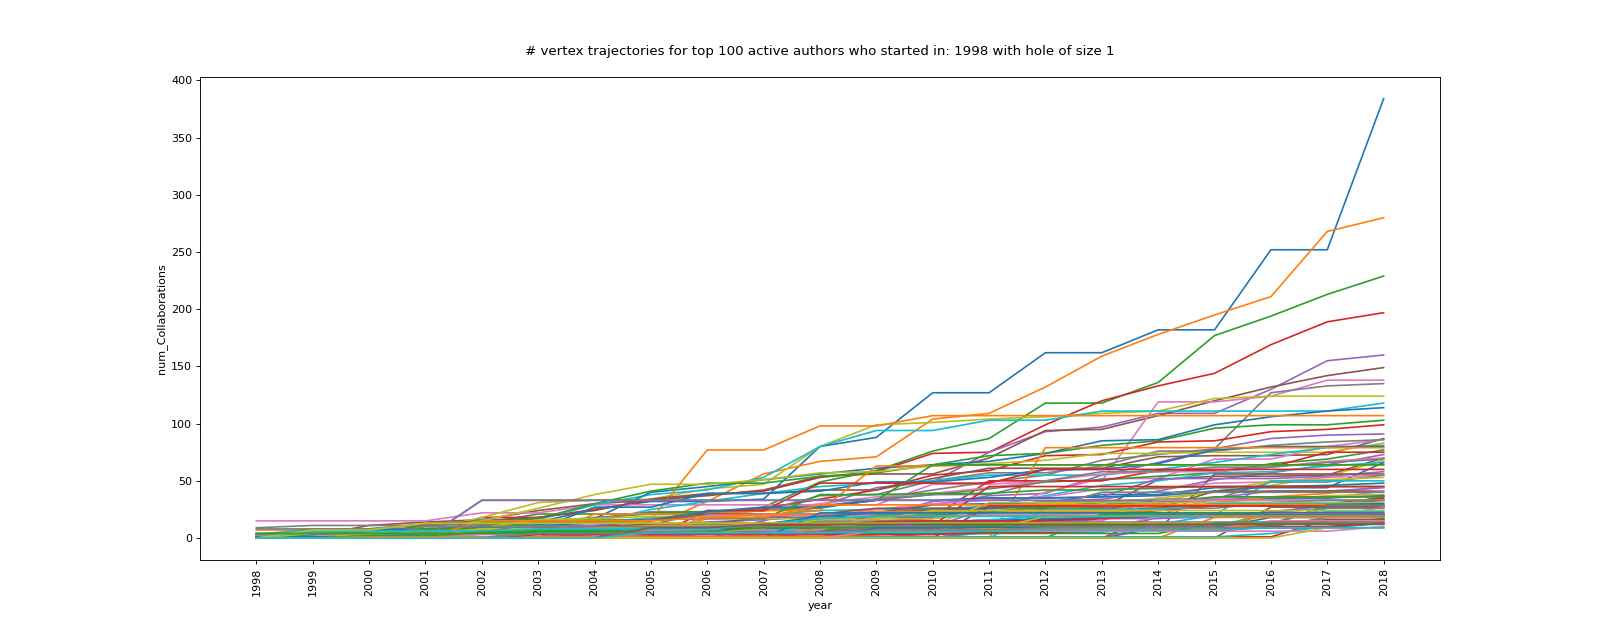 # vertex trajectories for top 100 active authors who started in: 1998 with hole of size 1
400
350
300
250
200
150
100
50
0
num_Collaborations
1998 1999 2000 2001 2002 2003 2004 2005 2006 2007 2008 2009 2010 2011 2012 2013 2014 2015 2016 2017 2018
year